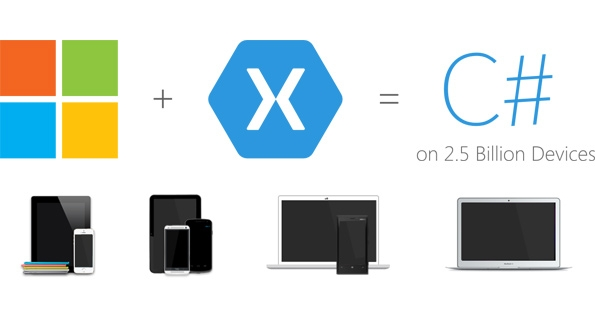 + X =
C#
on 2.5 Billion Devices